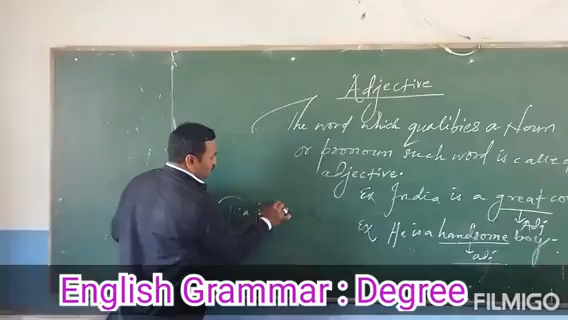 Adjective
The word which qualifies a Noun
or pronoun such word is called
adjective.
Ex India is a great co
Adj
Ex He is a handsome boy.
adj
English Grammar : Degree
FILMIGO